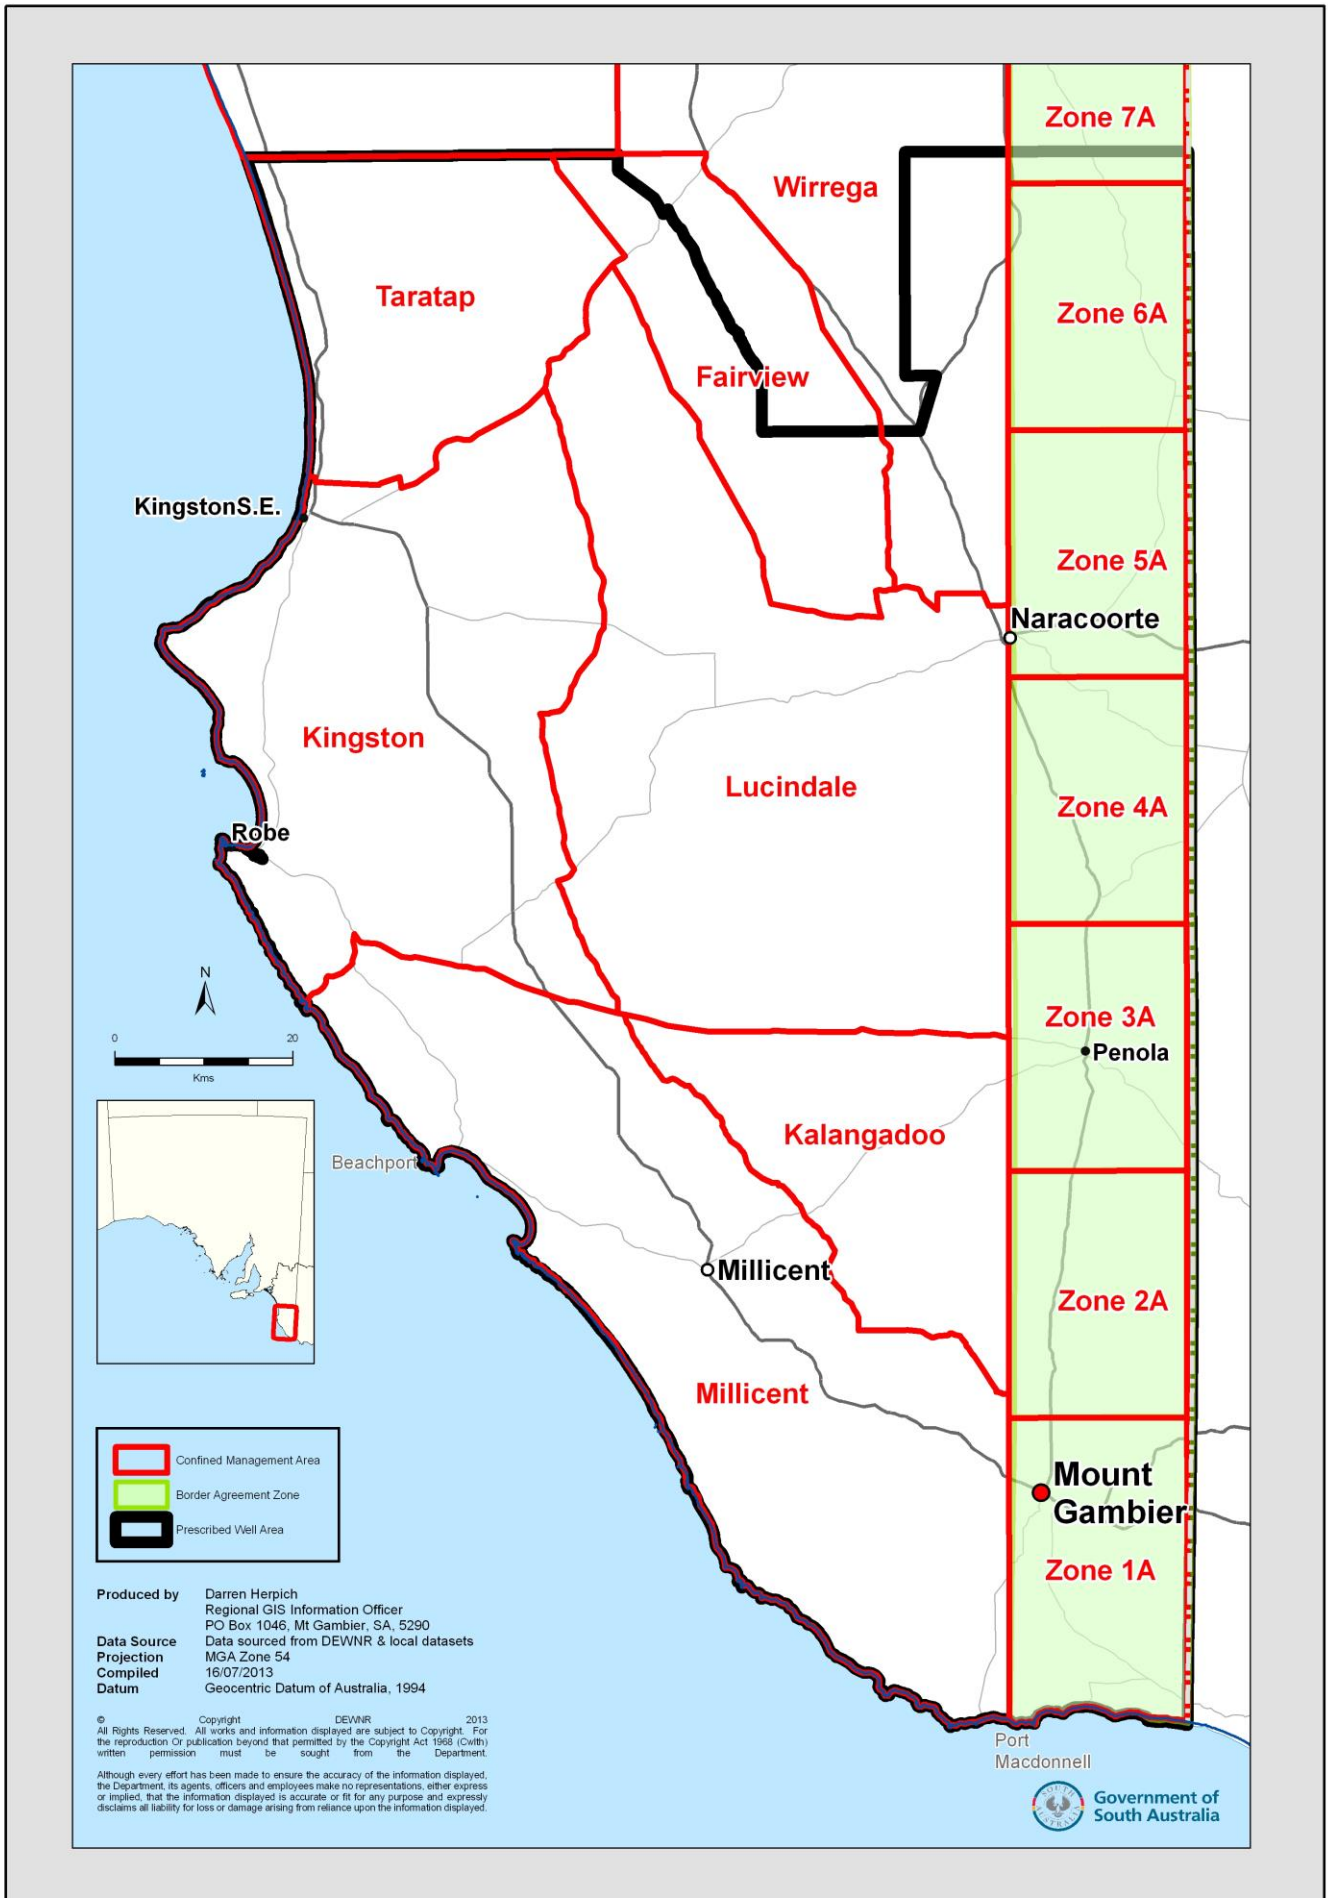 Zone 7A
Wirrega
Taratap
Zone 6A
Fairview
KingstonS.E.
Zone 5A
Naracoorte
Kingston
Lucindale
Zone 4A
Robe
N
0 20
Kms
Zone 3A
Penola
Kalangadoo
Beachport
Millicent
Zone 2A
Millicent
Mount
Gambier
Zone 1A
Confined Management Area
Border Agreement Zone
Prescribed Well Area
Produced by Darren Herpich
Regional GIS Information Officer
PO Box 1046, Mt Gambier, SA, 5290
Data Source Data sourced from DEWNR & local datasets
Projection MGA Zone 54
Compiled 16/07/2013
Datum Geocentric Datum of Australia, 1994
© Copyright DEWNR 2013
All Rights Reserved. All works and information displayed are subject to Copyright. For
the reproduction Or publication beyond that permitted by the Copyright Act 1968 (Cwlth)
written permission must be sought from the Department.
Although every effort has been made to ensure the accuracy of the information displayed,
the Department, its agents, officers and employees make no representations, either express
or implied, that the information displayed is accurate or fit for any purpose and expressly
disclaims all liability for loss or damage arising from reliance upon the information displayed.
Port
Macdonnell
SOUTH
AUSTRALIA
Government of
South Australia